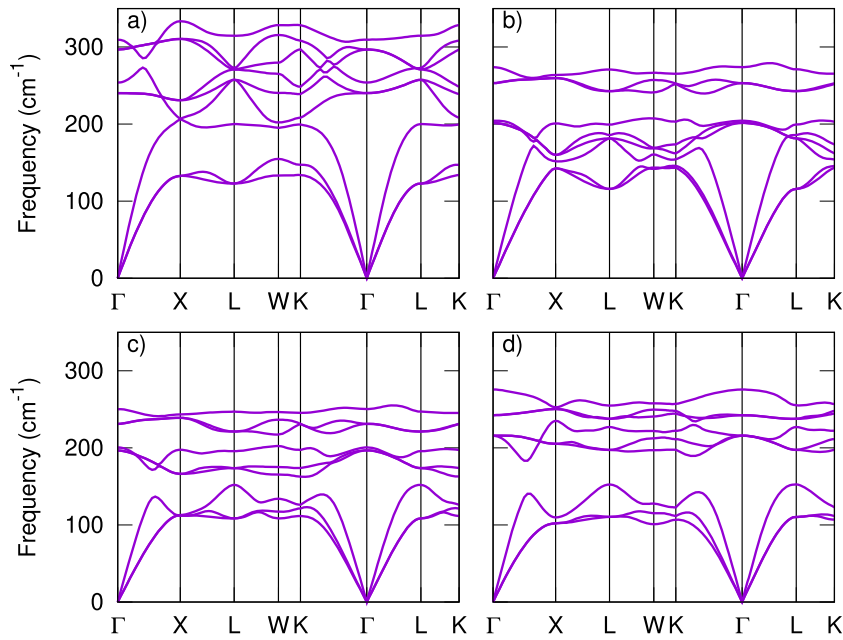 a) b)
Frequency (cm⁻¹)
300
200
100
0
Γ X L W K Γ L K Γ X L W K Γ L K
c) d)
Frequency (cm⁻¹)
300
200
100
0
Γ X L W K Γ L K Γ X L W K Γ L K